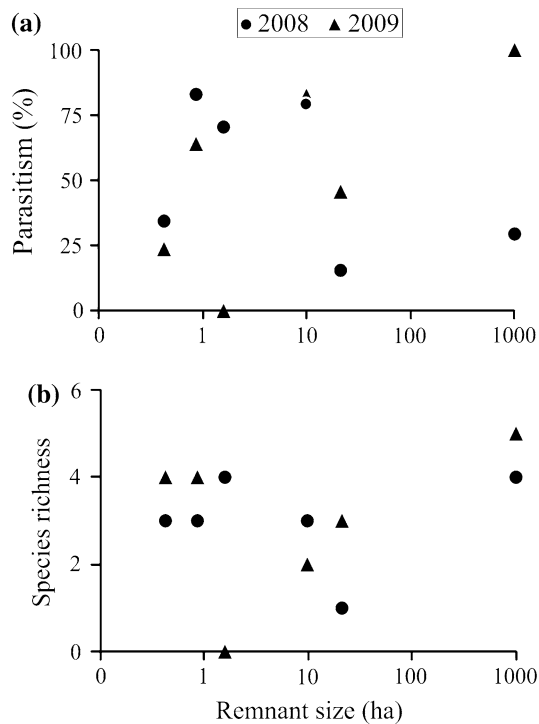 (a)
● 2008 ▲ 2009
Parasitism (%)
100
75
50
25
0
0 1 10 100 1000
(b)
Species richness
6
4
2
0
0 1 10 100 1000
Remnant size (ha)